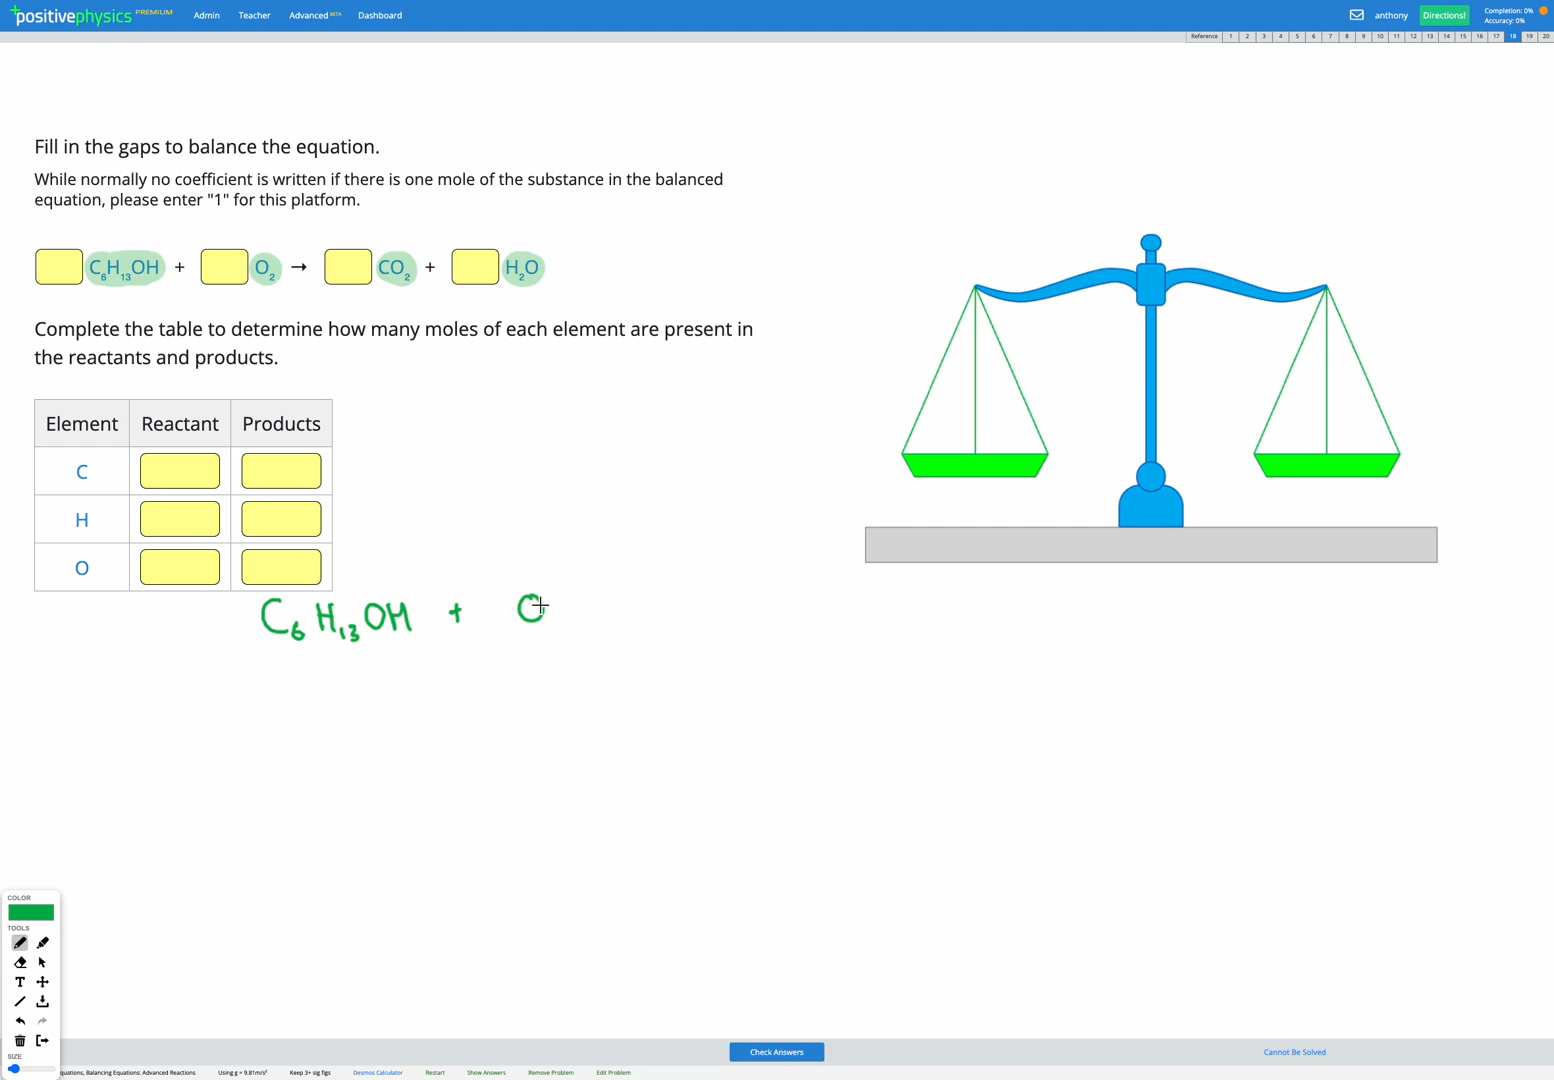 +positivephysics PREMIUM Admin Teacher Advanced BETA Dashboard anthony Directions! Completion: 0%
Accuracy: 0%
Reference 1 2 3 4 5 6 7 8 9 10 11 12 13 14 15 16 17 18 19 20
Fill in the gaps to balance the equation.
While normally no coefficient is written if there is one mole of the substance in the balanced
equation, please enter "1" for this platform.
C₆H₁₃OH + O₂ → CO₂ + H₂O
Complete the table to determine how many moles of each element are present in
the reactants and products.
Element Reactant Products
C
H
O
C₆H₁₃OH + O
COLOR
TOOLS
T
SIZE
Check Answers Cannot Be Solved
quations, Balancing Equations: Advanced Reactions Using g = 9.81m/s² Keep 3+ sig figs Desmos Calculator Restart Show Answers Remove Problem Edit Problem